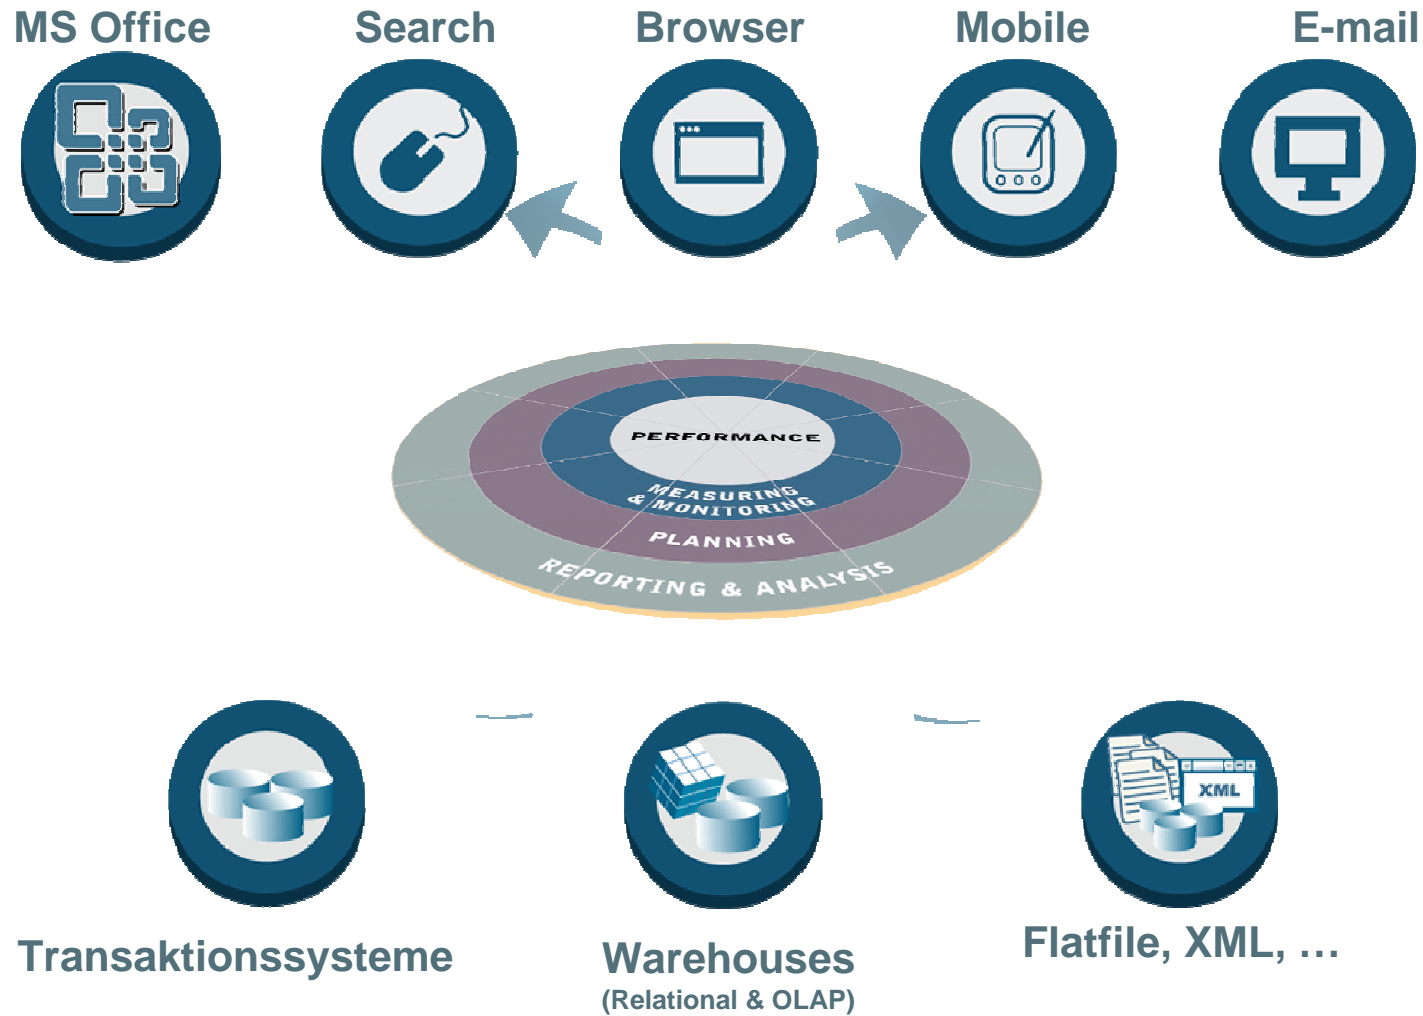 MS Office
Search
Browser
Mobile
E-mail
PERFORMANCE
MEASURING
& MONITORING
PLANNING
REPORTING & ANALYSIS
XML
Transaktionssysteme
Warehouses
(Relational & OLAP)
Flatfile, XML, …